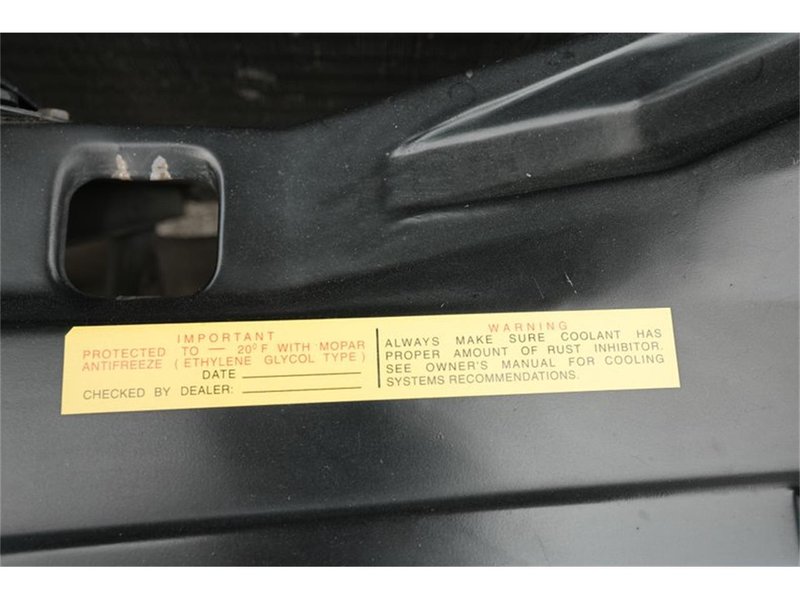 IMPORTANT
PROTECTED TO — 20° F WITH MOPAR
ANTIFREEZE (ETHYLENE GLYCOL TYPE)
DATE
CHECKED BY DEALER:
WARNING
ALWAYS MAKE SURE COOLANT HAS
PROPER AMOUNT OF RUST INHIBITOR.
SEE OWNER'S MANUAL FOR COOLING
SYSTEMS RECOMMENDATIONS.